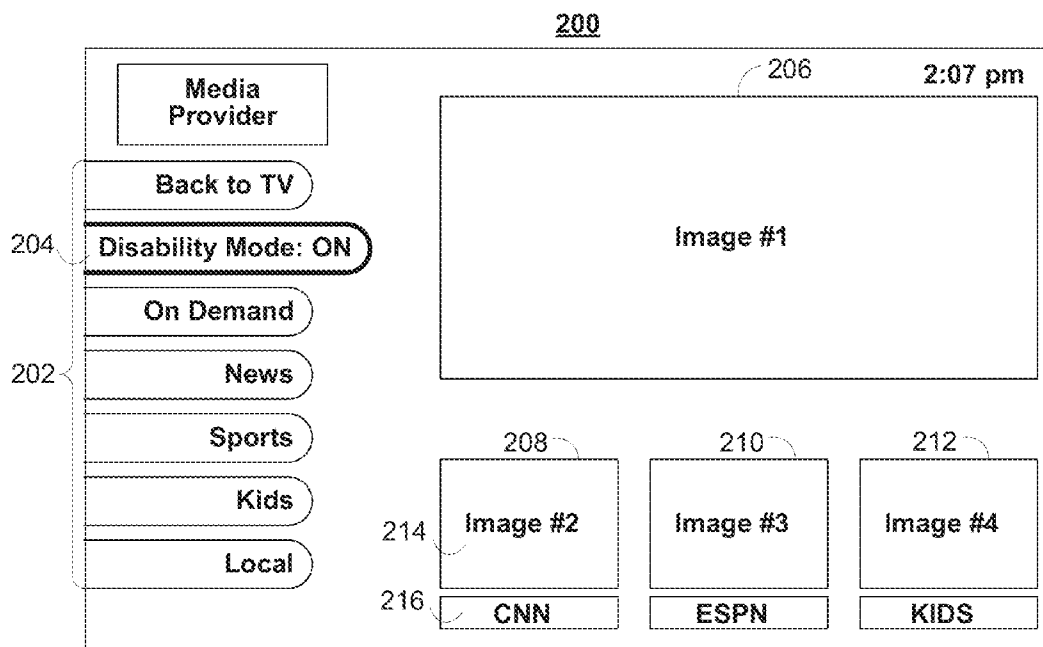 200
206
2:07 pm
Media
Provider
Back to TV
204
Disability Mode: ON
On Demand
202
News
Sports
Kids
Local
Image #1
208
210
212
214
Image #2
Image #3
Image #4
216
CNN
ESPN
KIDS